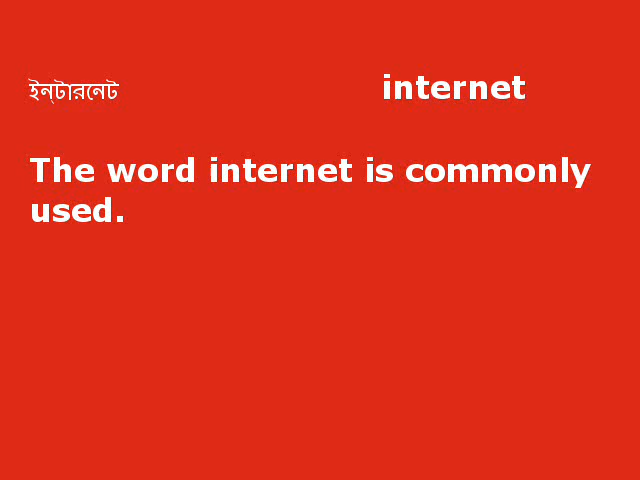 ইন্টারনেট internet
The word internet is commonly
used.